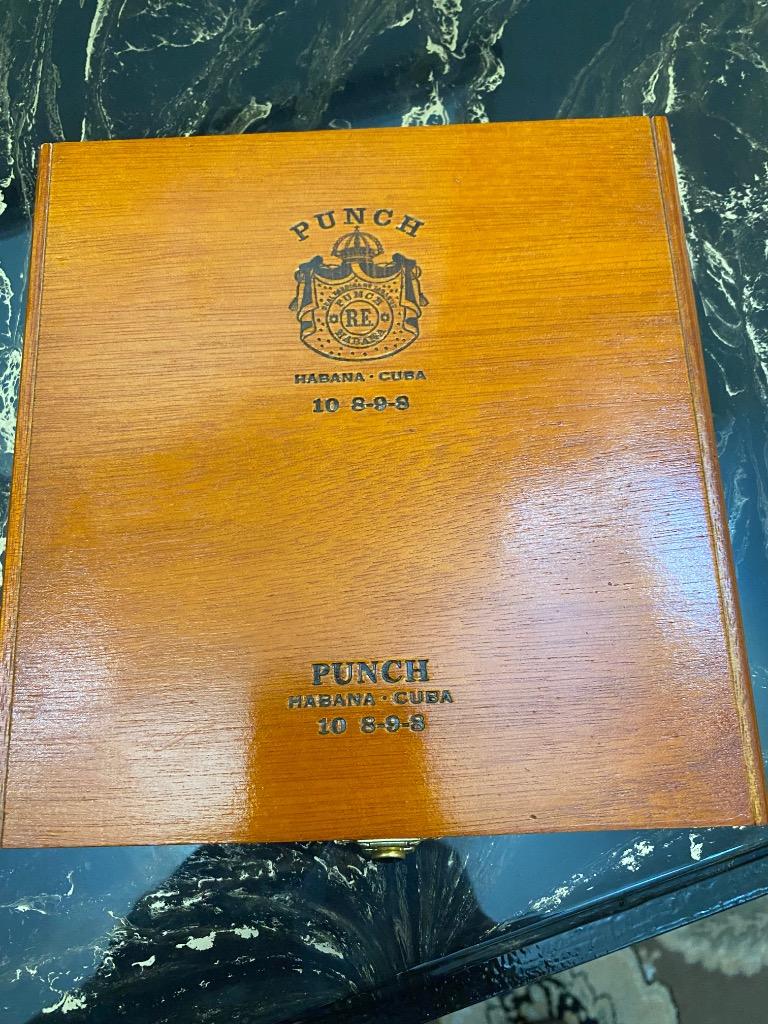 PUNCH
PUNCH
R.E.
HABANA
HABANA · CUBA
10 8-9-8
PUNCH
HABANA · CUBA
10 8-9-8